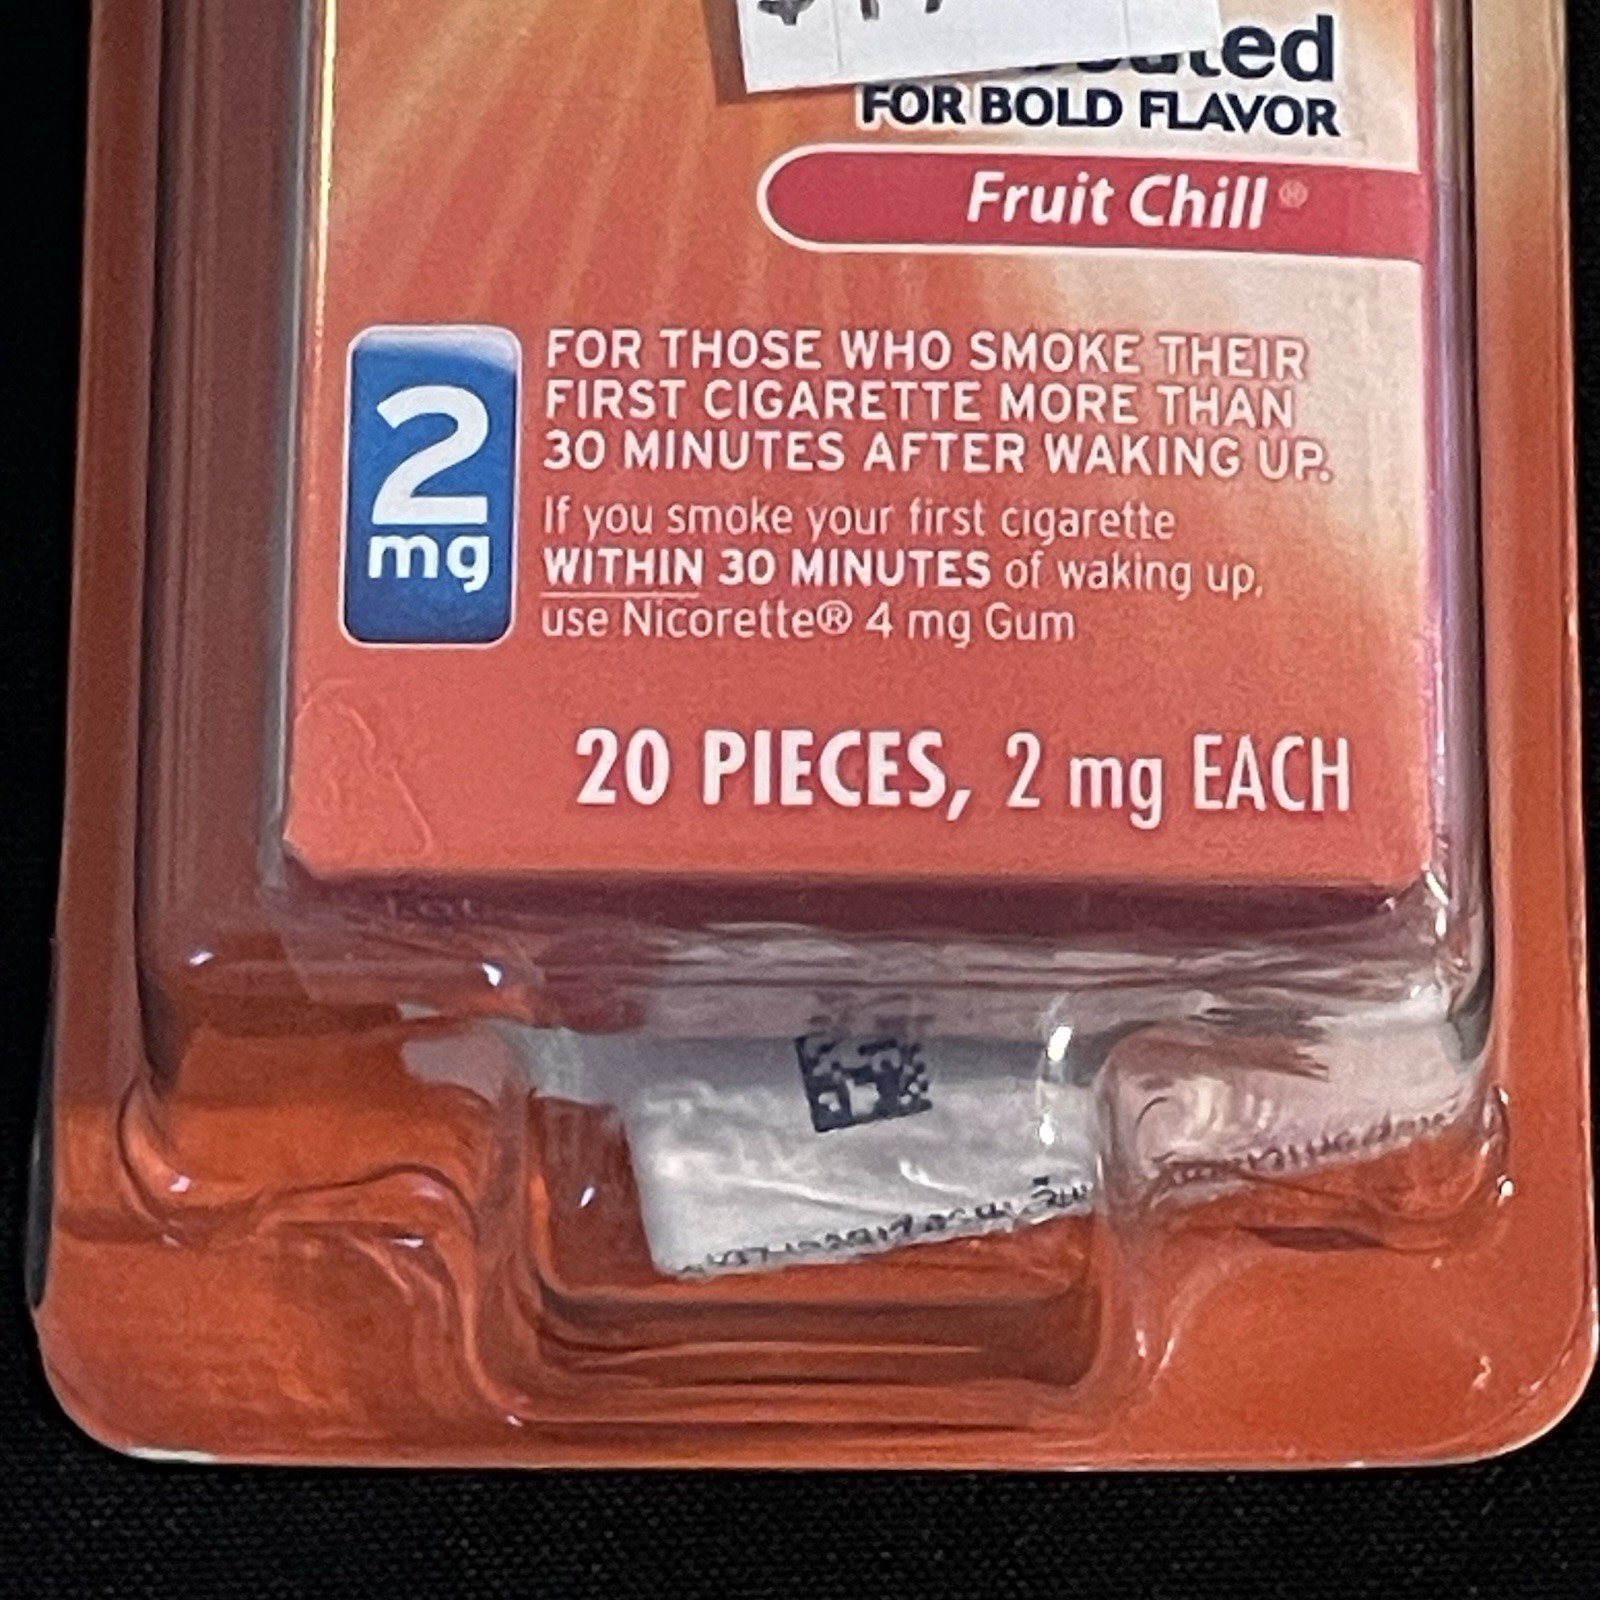 FOR BOLD FLAVOR
Fruit Chill®
2
mg
FOR THOSE WHO SMOKE THEIR
FIRST CIGARETTE MORE THAN
30 MINUTES AFTER WAKING UP.
If you smoke your first cigarette
WITHIN 30 MINUTES of waking up,
use Nicorette® 4 mg Gum
20 PIECES, 2 mg EACH